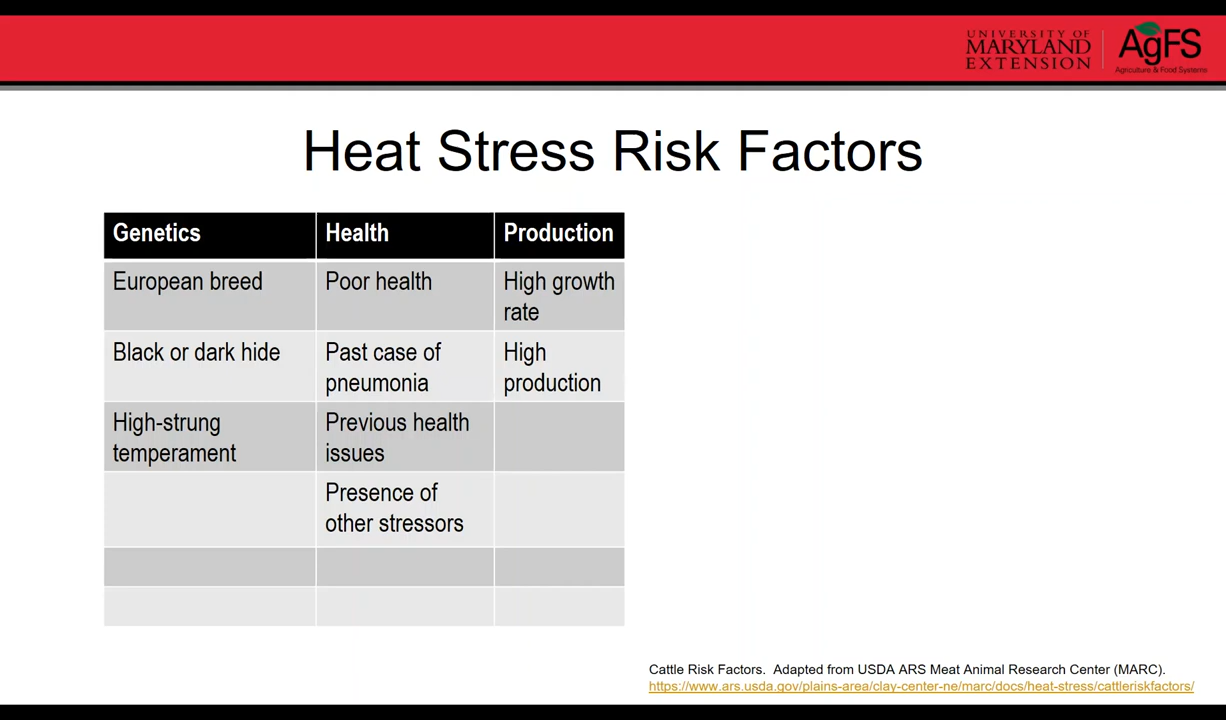 UNIVERSITY OF
MARYLAND
EXTENSION
AgFS
Agriculture & Food Systems
Heat Stress Risk Factors
Genetics Health Production
European breed Poor health High growth
rate
Black or dark hide Past case of High
pneumonia production
High-strung Previous health
temperament issues
Presence of
other stressors
Cattle Risk Factors. Adapted from USDA ARS Meat Animal Research Center (MARC).
https://www.ars.usda.gov/plains-area/clay-center-ne/marc/docs/heat-stress/cattleriskfactors/